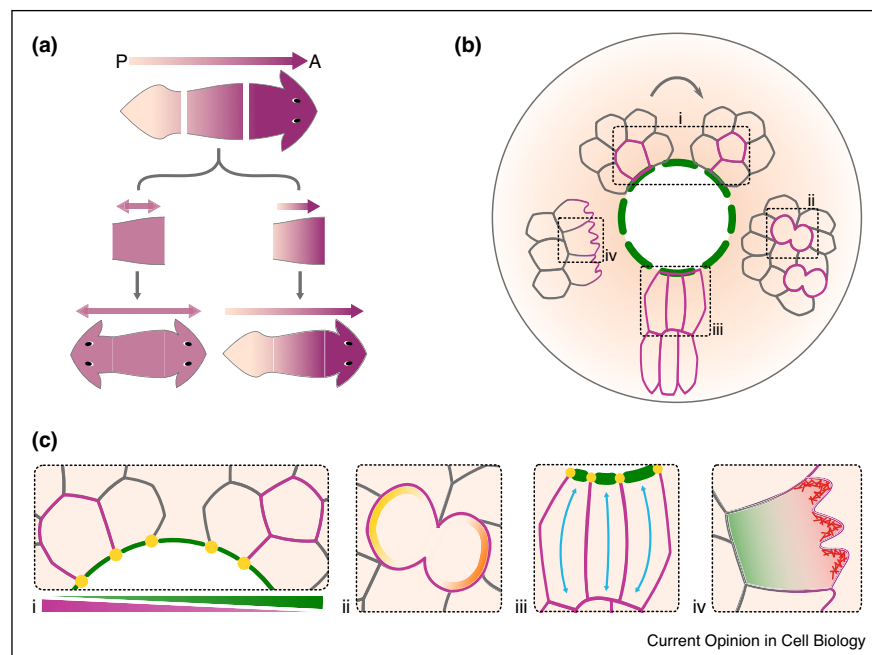 (a)
P A
(b)
i
ii
iv
iii
(c)
i
ii
iii
iv
Current Opinion in Cell Biology